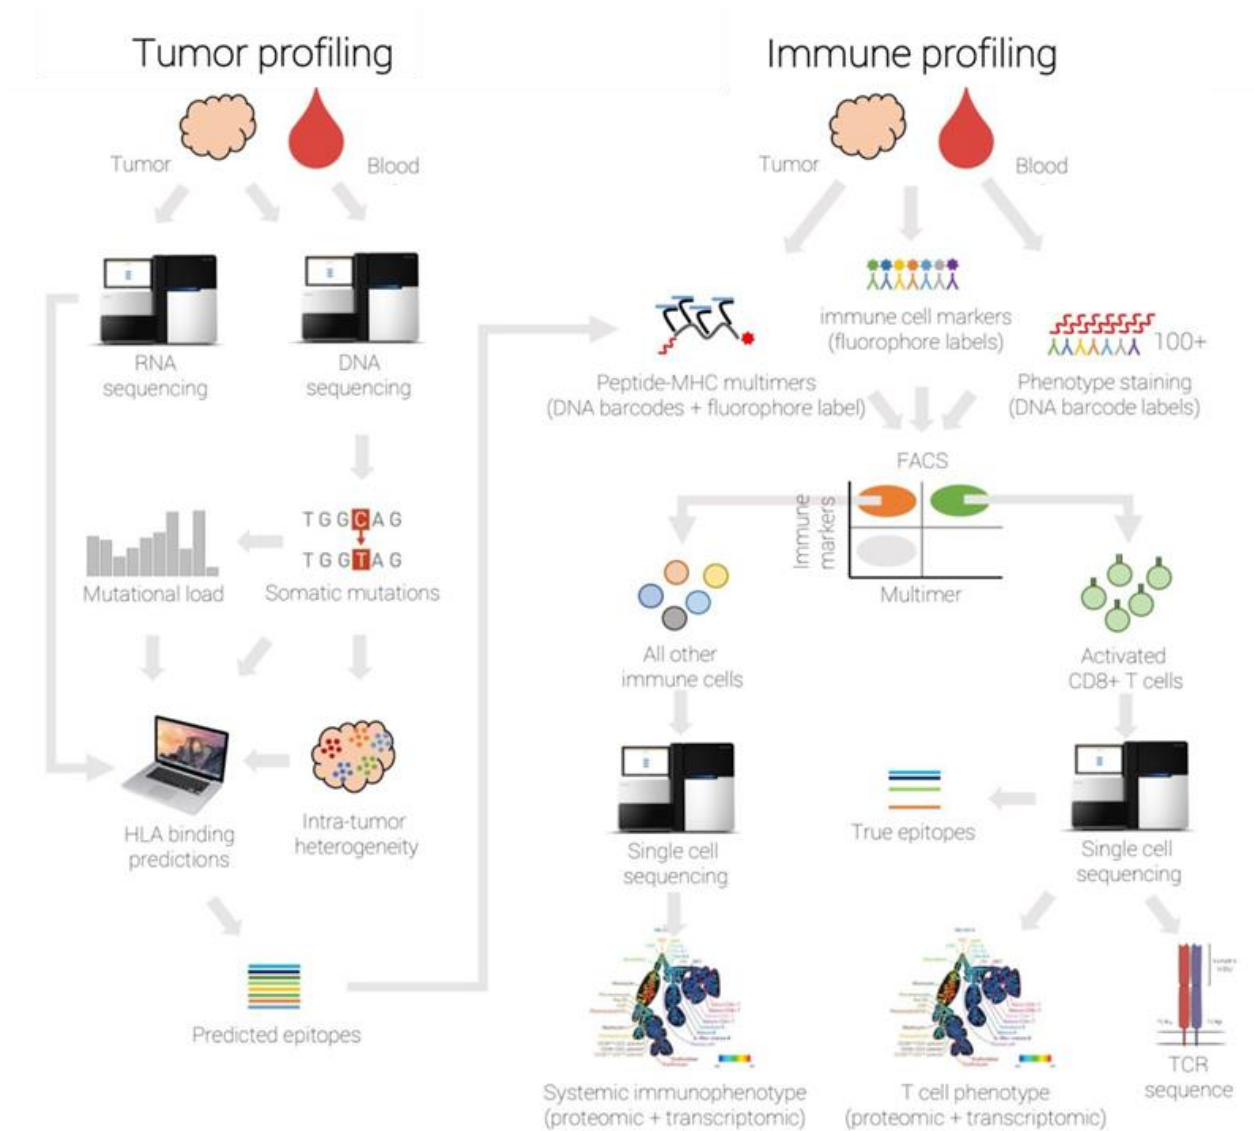 Tumor profiling
Tumor
Blood
RNA
sequencing
DNA
sequencing
TGGCAG
TGGTAG
Mutational load
Somatic mutations
HLA binding
predictions
Intra-tumor
heterogeneity
Predicted epitopes
Immune profiling
Tumor
Blood
Peptide-MHC multimers
(DNA barcodes + fluorophore label)
immune cell markers
(fluorophore labels)
100+
Phenotype staining
(DNA barcode labels)
FACS
Immune
markers
Multimer
All other
immune cells
Activated
CD8+ T cells
Single cell
sequencing
True epitopes
Single cell
sequencing
Systemic immunophenotype
(proteomic + transcriptomic)
T cell phenotype
(proteomic + transcriptomic)
TCR
sequence